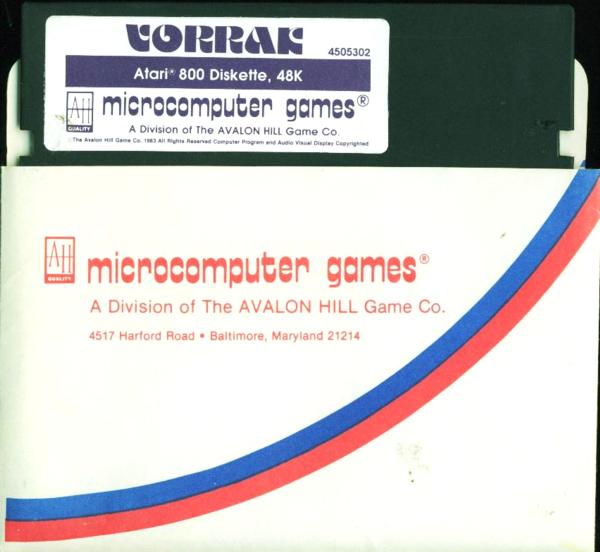 VORRAK
4505302
Atari® 800 Diskette, 48K
AH
QUALITY
microcomputer games®
A Division of The AVALON HILL Game Co.
The Avalon Hill Game Co. 1983 All Rights Reserved Computer Program and Audio Visual Display Copyrighted
AH
QUALITY
microcomputer games®
A Division of The AVALON HILL Game Co.
4517 Harford Road • Baltimore, Maryland 21214